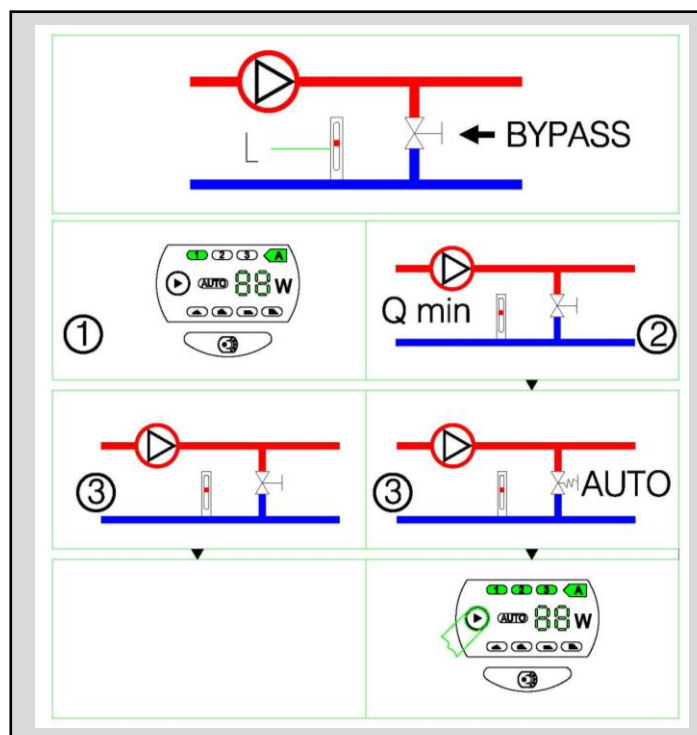 L
← BYPASS
1 2 3 A
AUTO 88 W
①
Q min
②
③
③
AUTO
1 2 3 A
AUTO 88 W